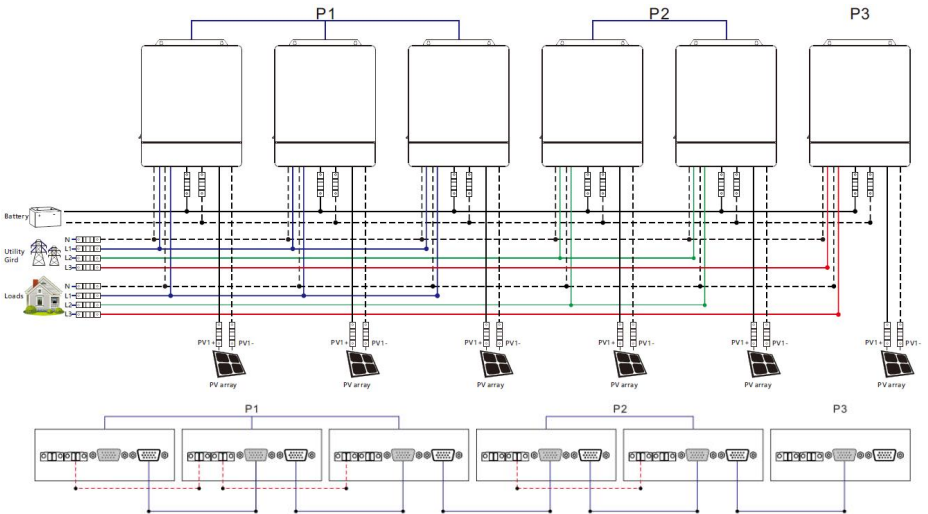 P1 P2 P3
Battery
N
L1
Utility L2
Gird L3
N
Loads L1
L2
L3
PV1+ PV1- PV1+ PV1- PV1+ PV1- PV1+ PV1- PV1+ PV1- PV1+ PV1-
PV array PV array PV array PV array PV array PV array
P1 P2 P3